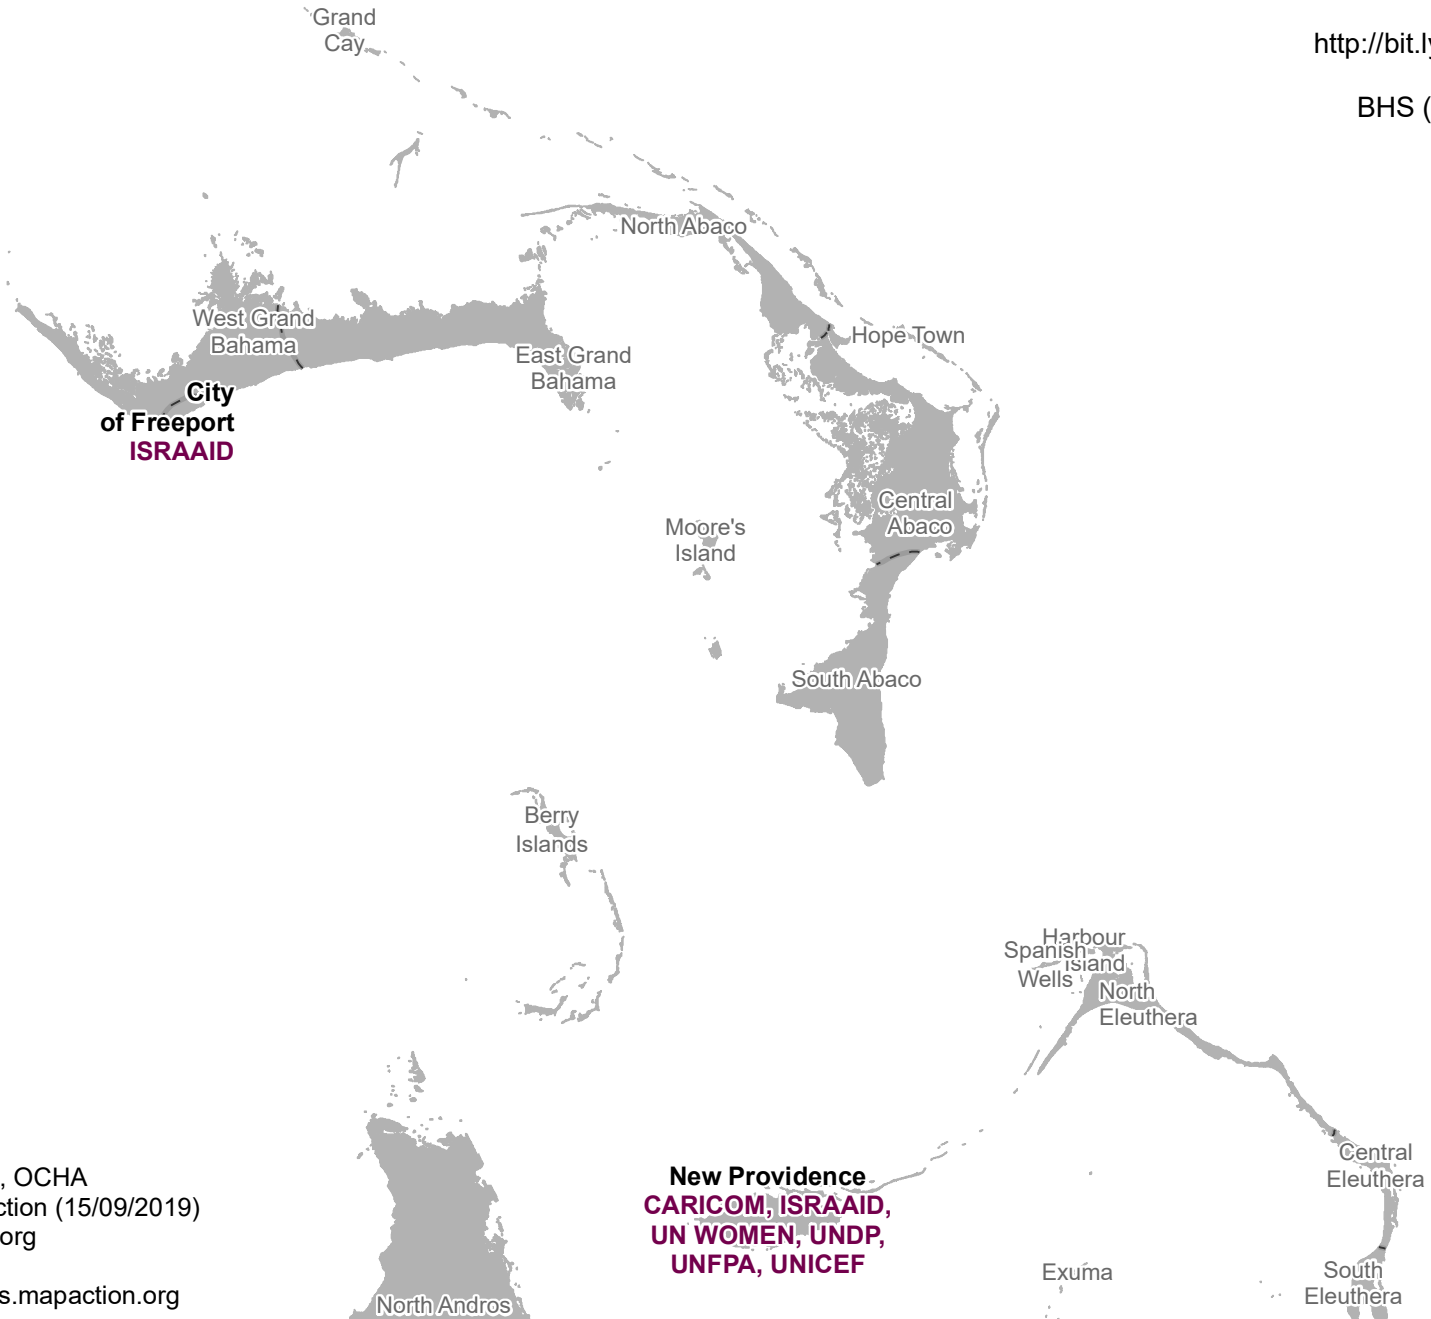 Grand
Cay
http://bit.ly
BHS (
North Abaco
West Grand
Bahama
Hope Town
East Grand
Bahama
City
of Freeport
ISRAAID
Central
Abaco
Moore's
Island
South Abaco
Berry
Islands
Harbour
Island
Spanish
Wells
North
Eleuthera
Central
Eleuthera
, OCHA
ction (15/09/2019)
org
s.mapaction.org
New Providence
CARICOM, ISRAAID,
UN WOMEN, UNDP,
UNFPA, UNICEF
Exuma
South
Eleuthera
North Andros